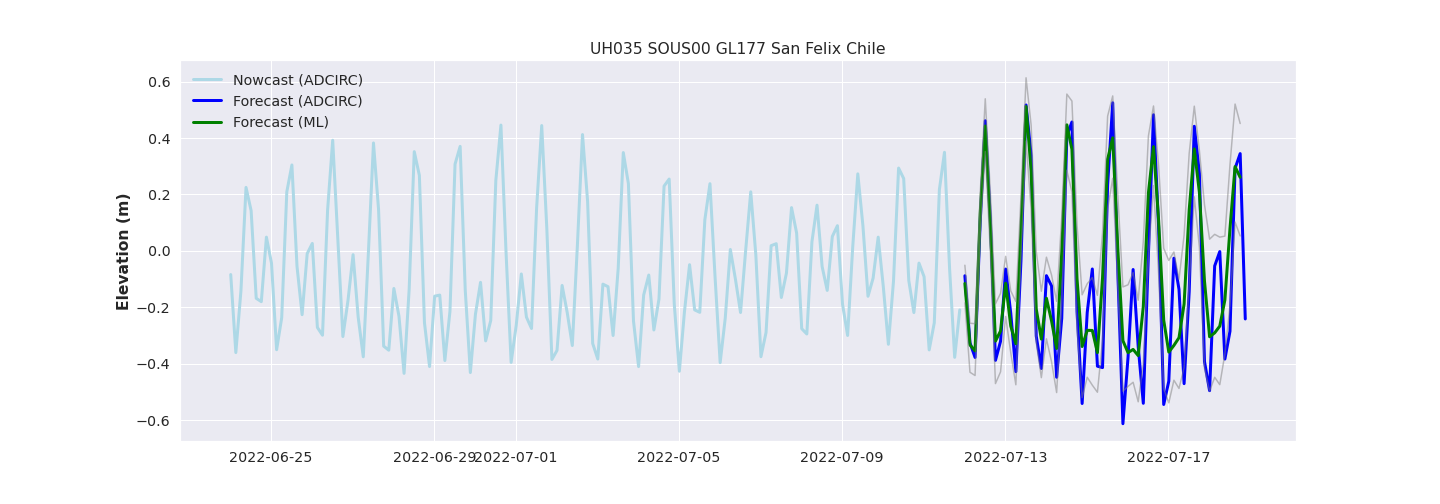 UH035 SOUS00 GL177 San Felix Chile
Nowcast (ADCIRC)
Forecast (ADCIRC)
Forecast (ML)
Elevation (m)
0.6
0.4
0.2
0.0
−0.2
−0.4
−0.6
2022-06-25
2022-06-29
2022-07-01
2022-07-05
2022-07-09
2022-07-13
2022-07-17